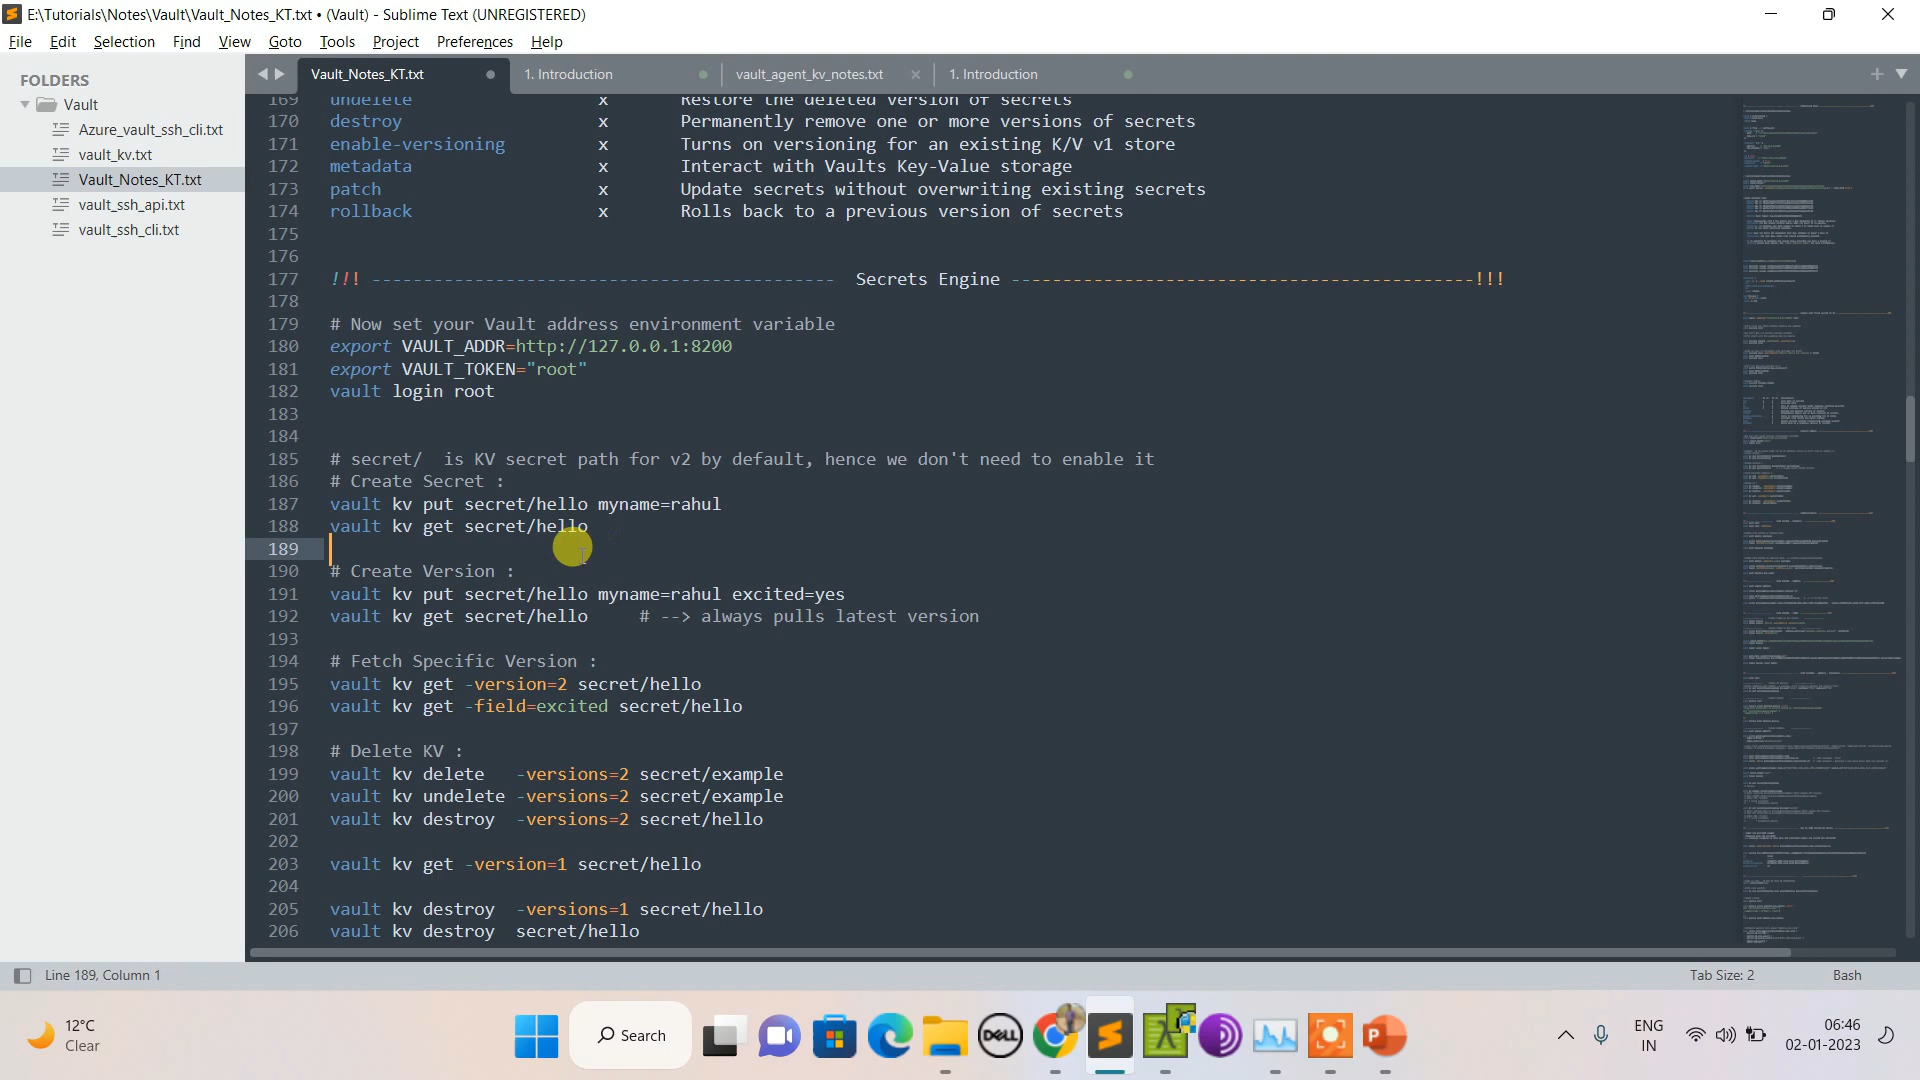 E:\Tutorials\Notes\Vault\Vault_Notes_KT.txt • (Vault) - Sublime Text (UNREGISTERED)
File Edit Selection Find View Goto Tools Project Preferences Help
FOLDERS
Vault
Azure_vault_ssh_cli.txt
vault_kv.txt
Vault_Notes_KT.txt
vault_ssh_api.txt
vault_ssh_cli.txt
Vault_Notes_KT.txt 1. Introduction vault_agent_kv_notes.txt 1. Introduction
169 undelete x Restore the deleted version of secrets
170 destroy x Permanently remove one or more versions of secrets
171 enable-versioning x Turns on versioning for an existing K/V v1 store
172 metadata x Interact with Vaults Key-Value storage
173 patch x Update secrets without overwriting existing secrets
174 rollback x Rolls back to a previous version of secrets
175
176
177 !!! --------------------------------------------- Secrets Engine ---------------------------------------------!!!
178
179 # Now set your Vault address environment variable
180 export VAULT_ADDR=http://127.0.0.1:8200
181 export VAULT_TOKEN="root"
182 vault login root
183
184
185 # secret/  is KV secret path for v2 by default, hence we don't need to enable it
186 # Create Secret :
187 vault kv put secret/hello myname=rahul
188 vault kv get secret/hello
189
190 # Create Version :
191 vault kv put secret/hello myname=rahul excited=yes
192 vault kv get secret/hello     # --> always pulls latest version
193
194 # Fetch Specific Version :
195 vault kv get -version=2 secret/hello
196 vault kv get -field=excited secret/hello
197
198 # Delete KV :
199 vault kv delete   -versions=2 secret/example
200 vault kv undelete -versions=2 secret/example
201 vault kv destroy  -versions=2 secret/hello
202
203 vault kv get -version=1 secret/hello
204
205 vault kv destroy  -versions=1 secret/hello
206 vault kv destroy  secret/hello
Line 189, Column 1 Tab Size: 2 Bash
12°C
Clear
Search
DELL
ENG
IN
06:46
02-01-2023